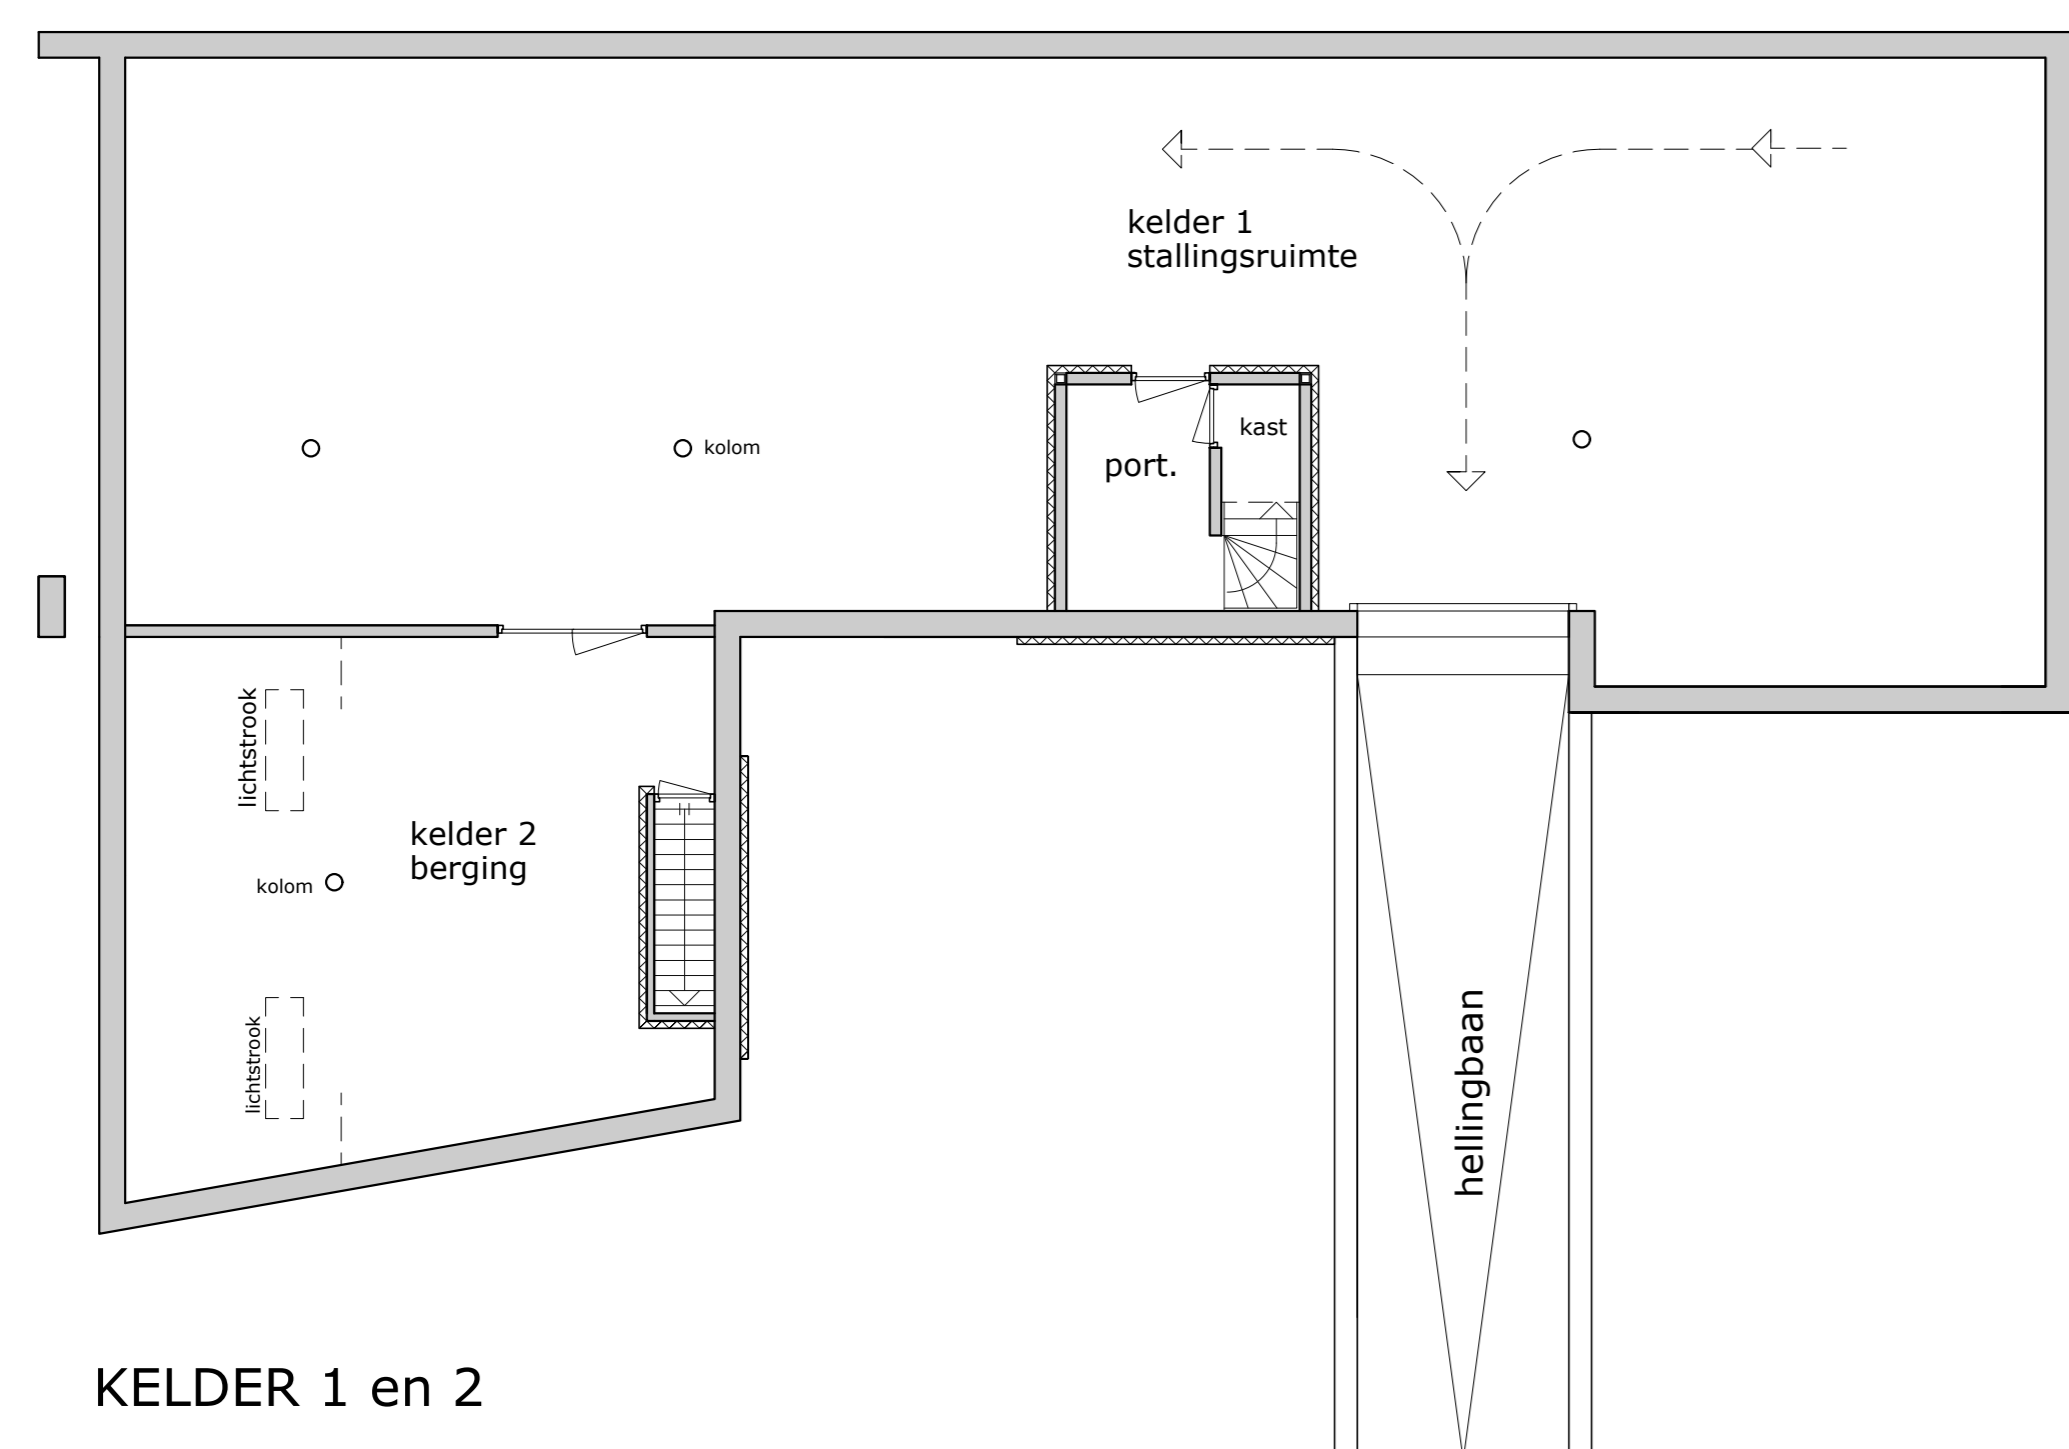 kelder 1
stallingsruimte
kast
kolom
port.
lichtstrook
kelder 2
berging
kolom
lichtstrook
hellingbaan
KELDER 1 en 2